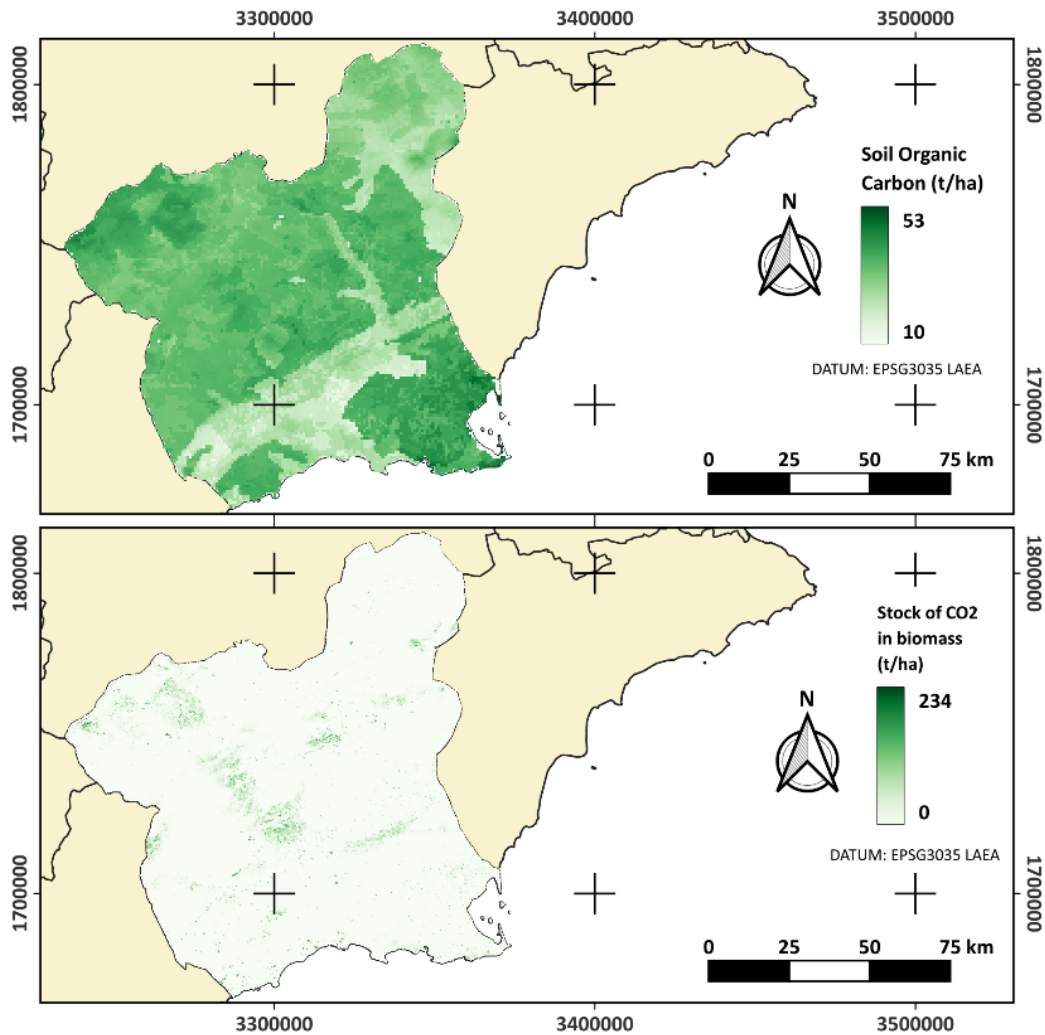 3300000 3400000 3500000
1800000 1800000
Soil Organic
Carbon (t/ha)
N
53
10
DATUM: EPSG3035 LAEA
1700000 1700000
0 25 50 75 km
1800000 1800000
Stock of CO2
in biomass
(t/ha)
N
234
0
DATUM: EPSG3035 LAEA
1700000 1700000
0 25 50 75 km
3300000 3400000 3500000